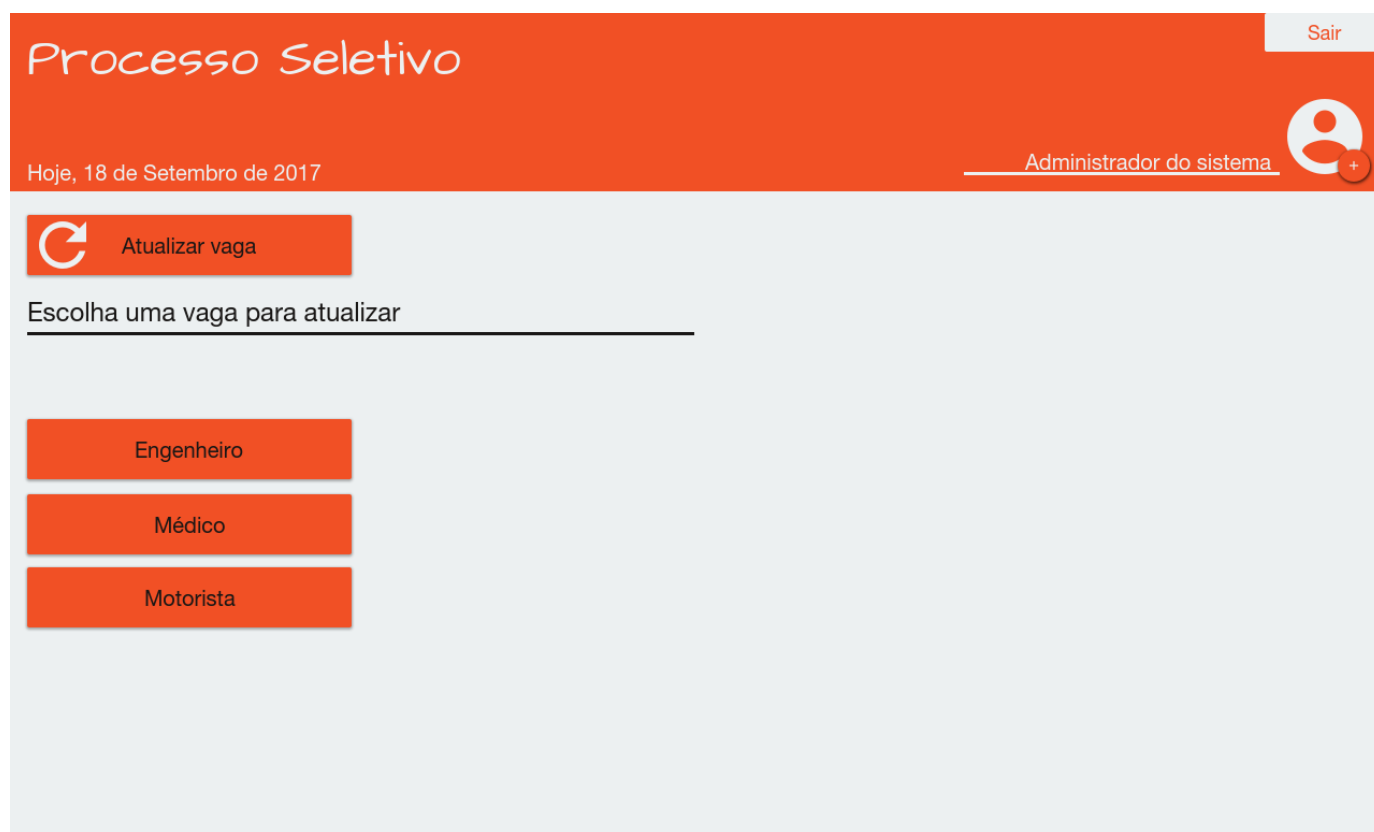 Sair
Processo Seletivo
Administrador do sistema
+
Hoje, 18 de Setembro de 2017
Atualizar vaga
Escolha uma vaga para atualizar
Engenheiro
Médico
Motorista